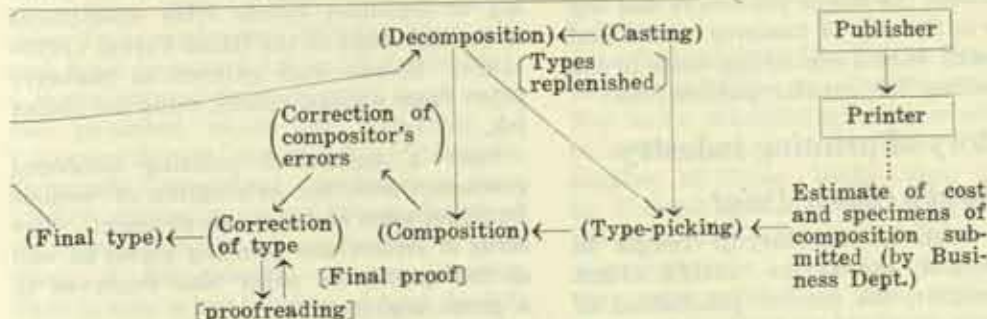 (Decomposition) (Casting)
Publisher
[Types
replenished]
Printer
(Correction of
compositor's
errors)
Estimate of cost
and specimens of
composition sub-
mitted (by Busi-
ness Dept.)
(Final type)
(Correction
of type)
(Composition)
(Type-picking)
[Final proof]
[proofreading]